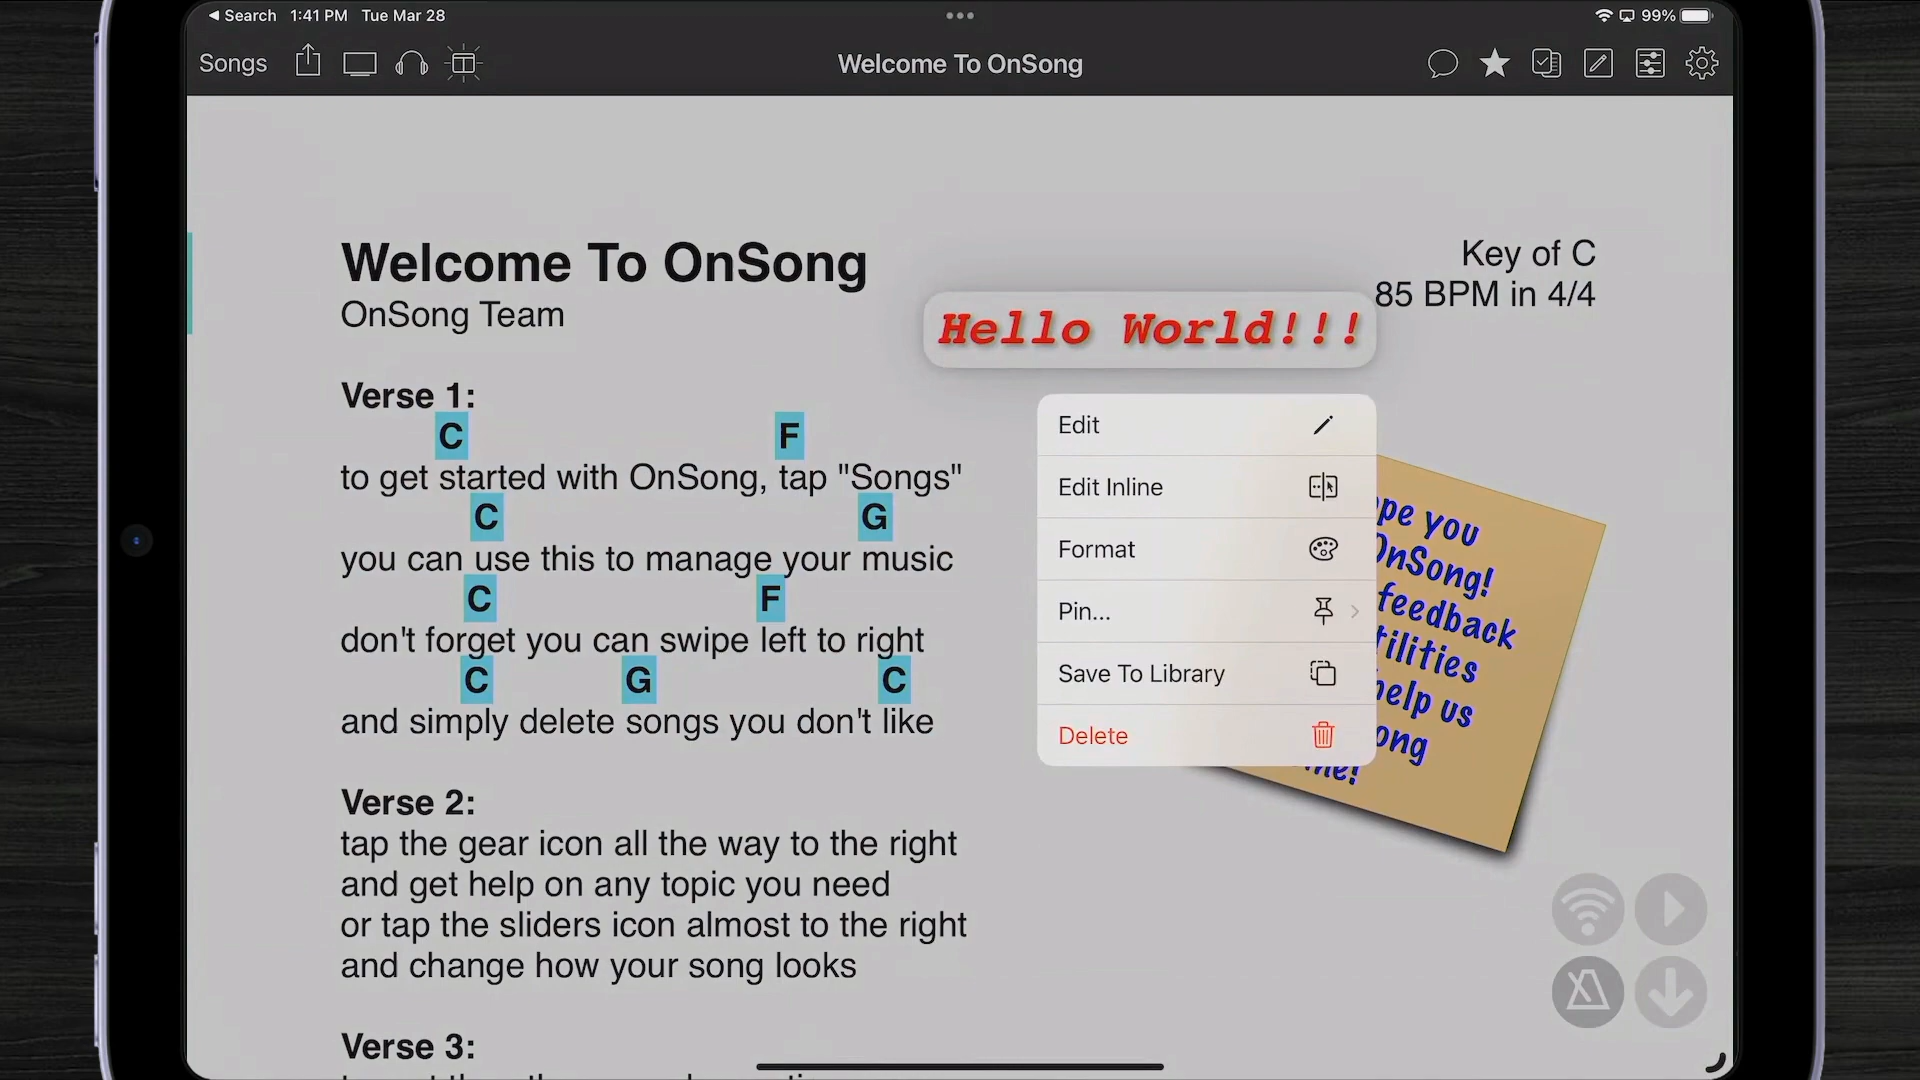 Search 1:41 PM Tue Mar 28
99%
Songs
Welcome To OnSong
Welcome To OnSong
OnSong Team
Key of C
85 BPM in 4/4
Hello World!!!
Verse 1:
C F
to get started with OnSong, tap "Songs"
C G
you can use this to manage your music
C F
don't forget you can swipe left to right
C G C
and simply delete songs you don't like
Verse 2:
tap the gear icon all the way to the right
and get help on any topic you need
or tap the sliders icon almost to the right
and change how your song looks
Verse 3:
Edit
Edit Inline
Format
Pin...
Save To Library
Delete
you
OnSong!
feedback
help us